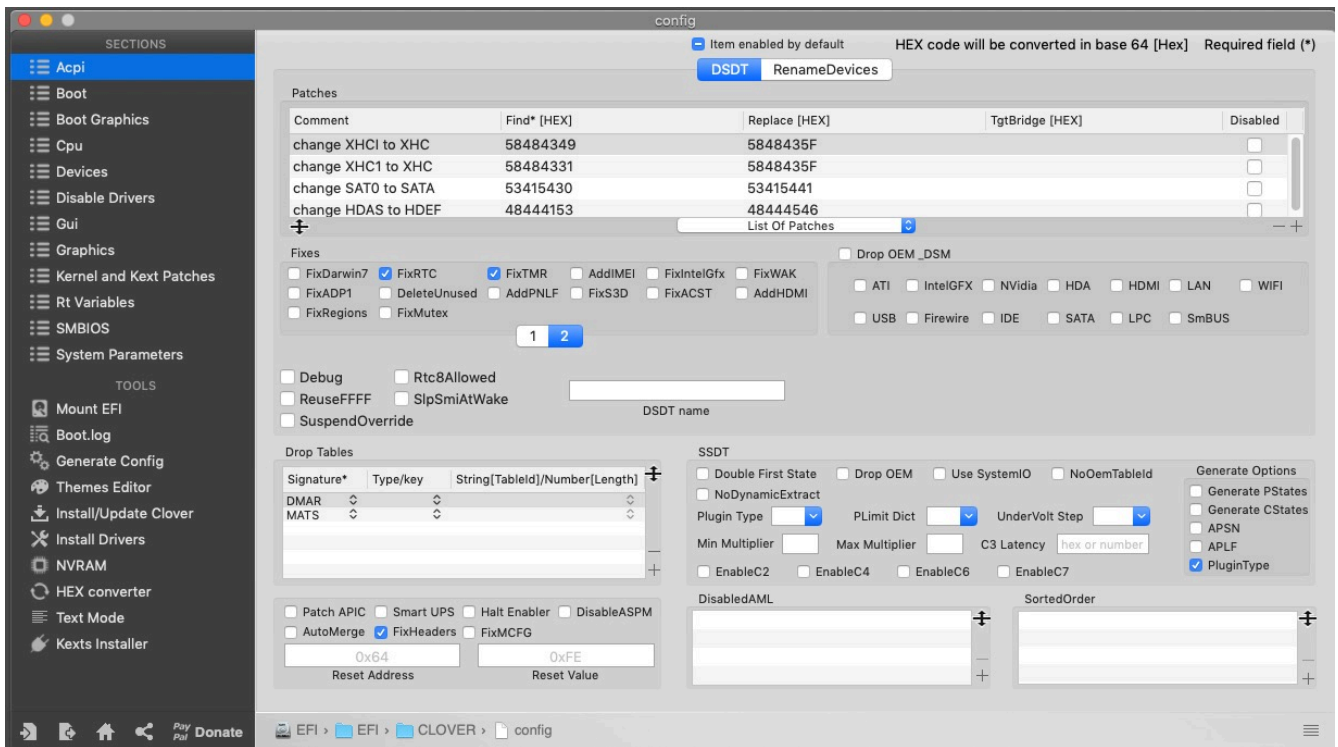 config
SECTIONS
Acpi
Boot
Boot Graphics
Cpu
Devices
Disable Drivers
Gui
Graphics
Kernel and Kext Patches
Rt Variables
SMBIOS
System Parameters
TOOLS
Mount EFI
Boot.log
Generate Config
Themes Editor
Install/Update Clover
Install Drivers
NVRAM
HEX converter
Text Mode
Kexts Installer
Pay Pal Donate
Item enabled by default HEX code will be converted in base 64 [Hex] Required field (*)
DSDT RenameDevices
Patches
Comment Find* [HEX] Replace [HEX] TgtBridge [HEX] Disabled
change XHCI to XHC 58484349 5848435F
change XHC1 to XHC 58484331 5848435F
change SAT0 to SATA 53415430 53415441
change HDAS to HDEF 48444153 48444546
List Of Patches
Fixes
FixDarwin7 FixRTC FixTMR AddIMEI FixIntelGfx FixWAK
FixADP1 DeleteUnused AddPNLF FixS3D FixACST AddHDMI
FixRegions FixMutex
1 2
Drop OEM _DSM
ATI IntelGFX NVidia HDA HDMI LAN WIFI
USB Firewire IDE SATA LPC SmBUS
Debug Rtc8Allowed
ReuseFFFF SlpSmiAtWake
SuspendOverride
DSDT name
Drop Tables
Signature* Type/key String[TableId]/Number[Length]
DMAR
MATS
SSDT
Double First State Drop OEM Use SystemIO NoOemTableId
NoDynamicExtract
Plugin Type PLimit Dict UnderVolt Step
Min Multiplier Max Multiplier C3 Latency hex or number
EnableC2 EnableC4 EnableC6 EnableC7
Generate Options
Generate PStates
Generate CStates
APSN
APLF
PluginType
Patch APIC Smart UPS Halt Enabler DisableASPM
AutoMerge FixHeaders FixMCFG
0x64 0xFE
Reset Address Reset Value
DisabledAML SortedOrder
EFI › EFI › CLOVER › config